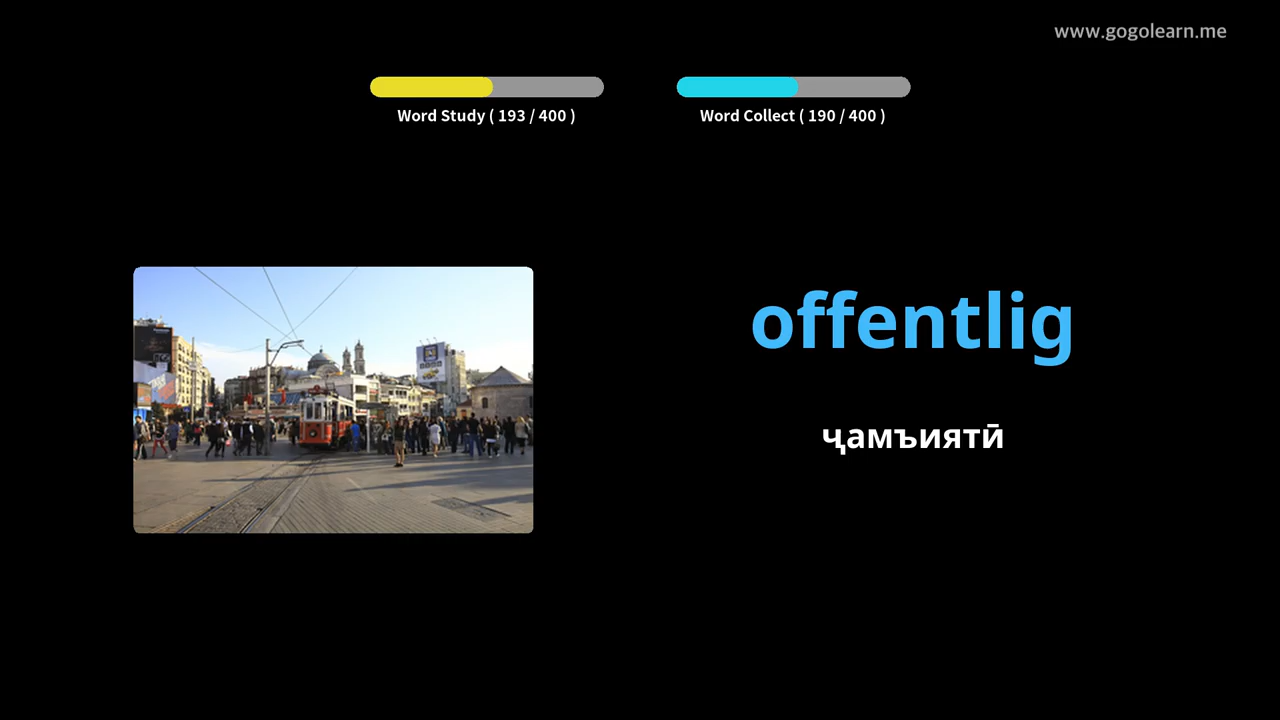 www.gogolearn.me
Word Study ( 193 / 400 )
Word Collect ( 190 / 400 )
offentlig
ҷамъиятӣ